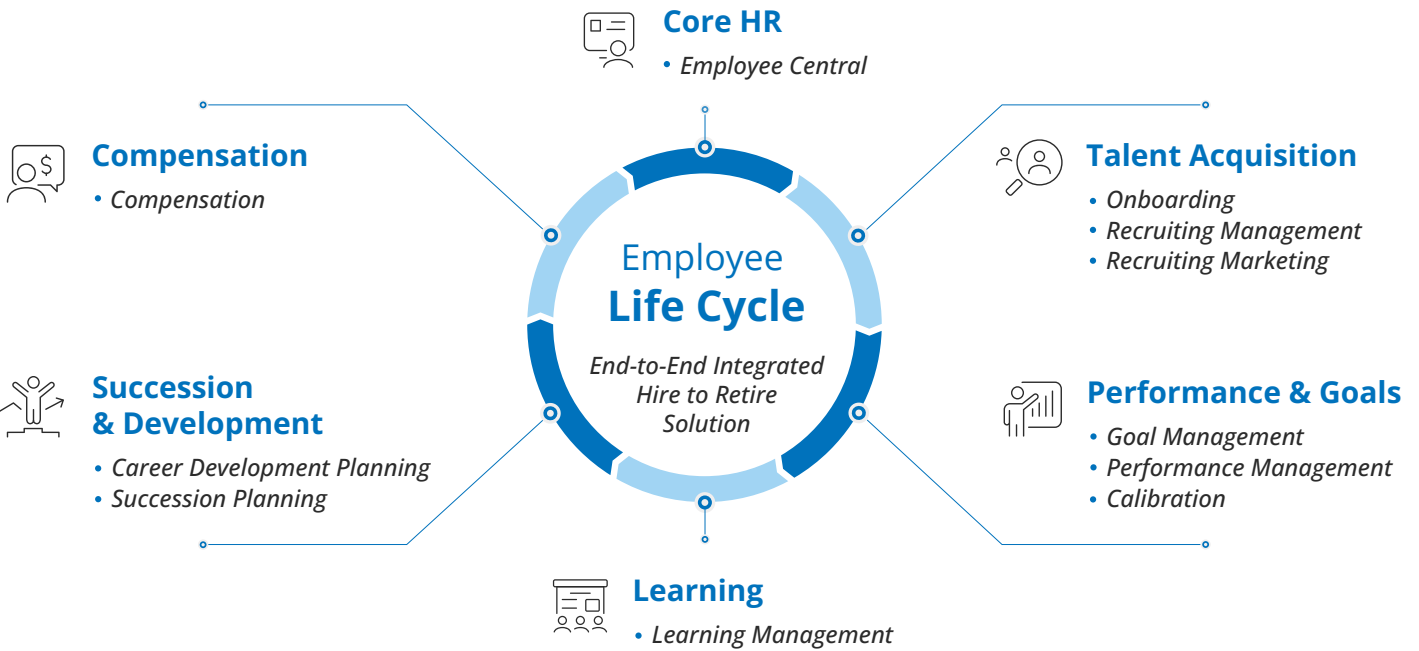 Core HR
• Employee Central
Compensation
• Compensation
Talent Acquisition
• Onboarding
• Recruiting Management
• Recruiting Marketing
Employee
Life Cycle
End-to-End Integrated
Hire to Retire
Solution
Succession
& Development
• Career Development Planning
• Succession Planning
Performance & Goals
• Goal Management
• Performance Management
• Calibration
Learning
• Learning Management